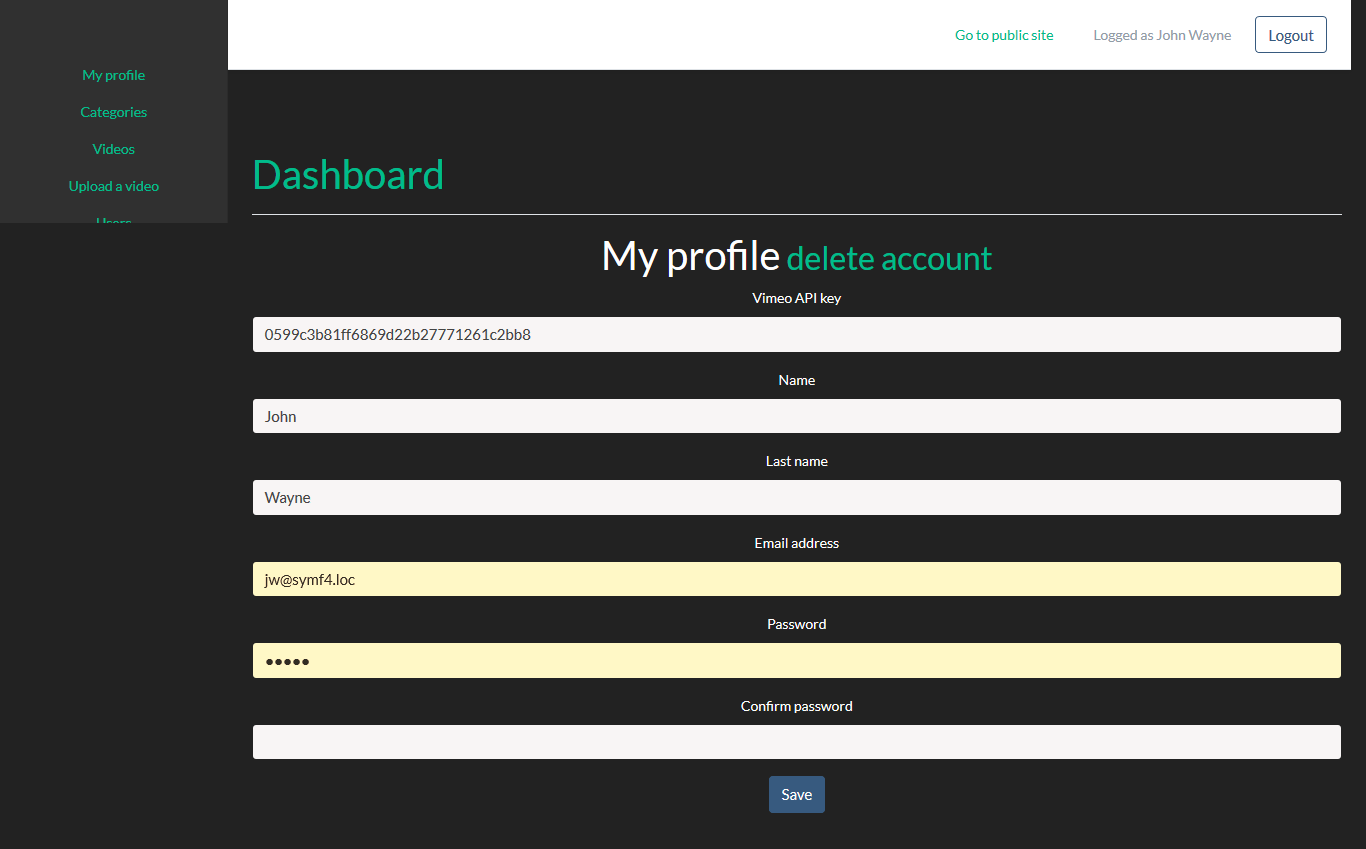 Go to public site Logged as John Wayne Logout
My profile
Categories
Videos
Upload a video
Users
Dashboard
My profile delete account
Vimeo API key
0599c3b81ff6869d22b27771261c2bb8
Name
John
Last name
Wayne
Email address
jw@symf4.loc
Password
•••••
Confirm password
Save